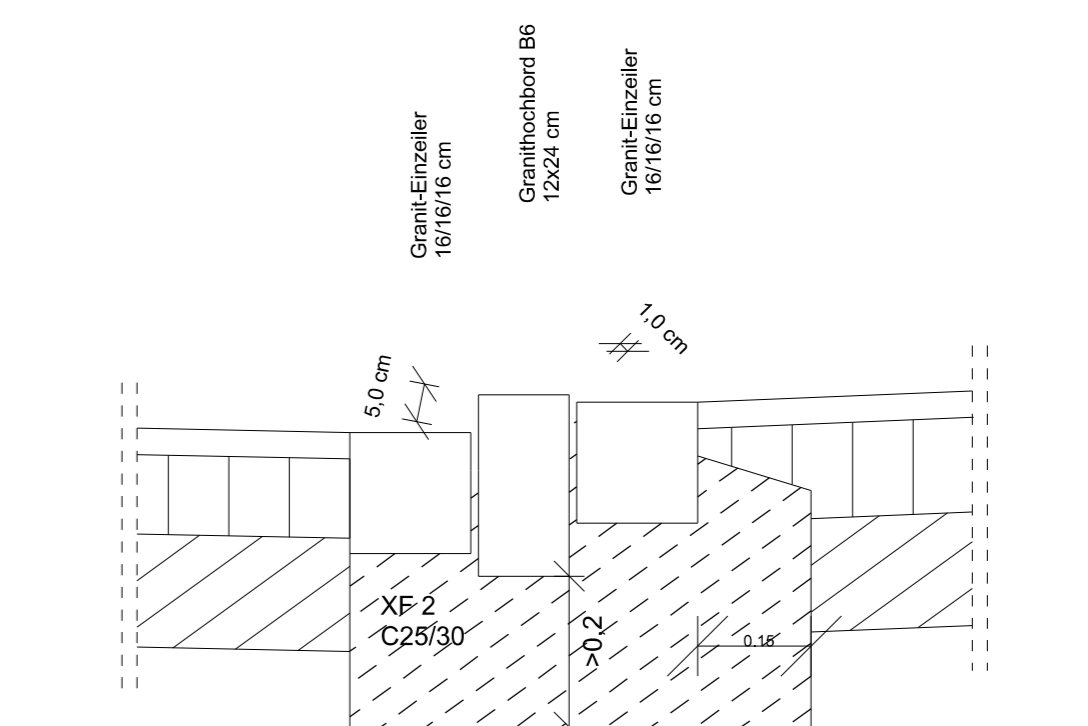 Granit-Einzeiler
16/16/16 cm
Granithochbord B6
12x24 cm
Granit-Einzeiler
16/16/16 cm
5,0 cm
1,0 cm
XF 2
C25/30
>0,2
0.15